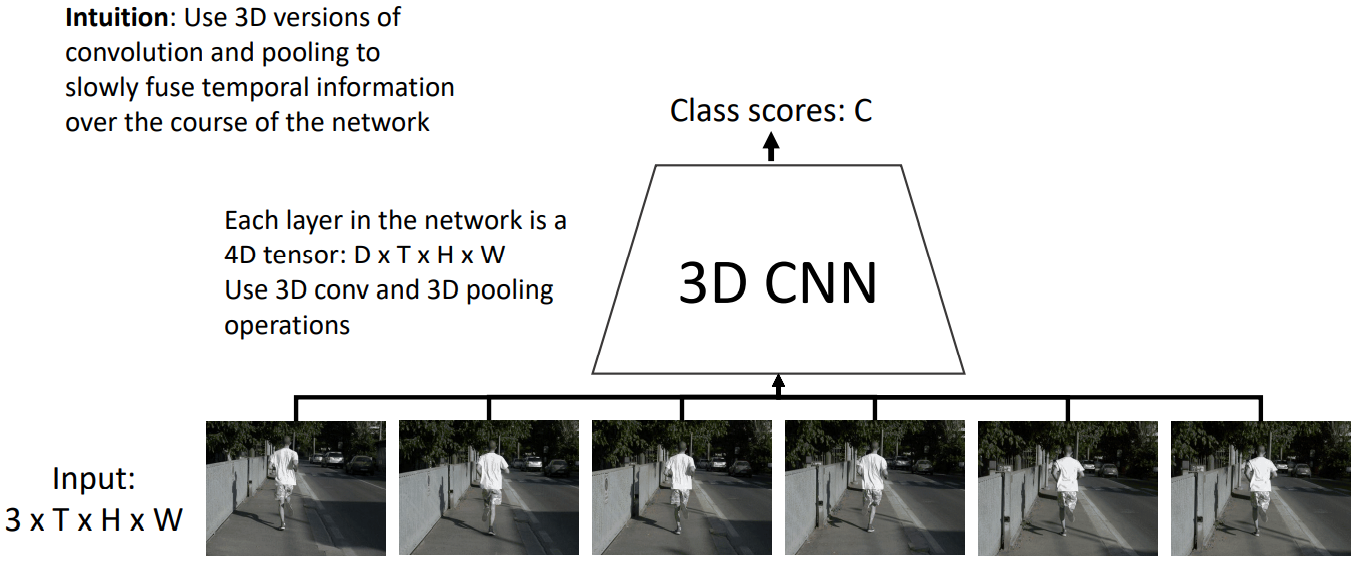 Intuition: Use 3D versions of
convolution and pooling to
slowly fuse temporal information
over the course of the network
Class scores: C
Each layer in the network is a
4D tensor: D x T x H x W
Use 3D conv and 3D pooling
operations
3D CNN
Input:
3 x T x H x W